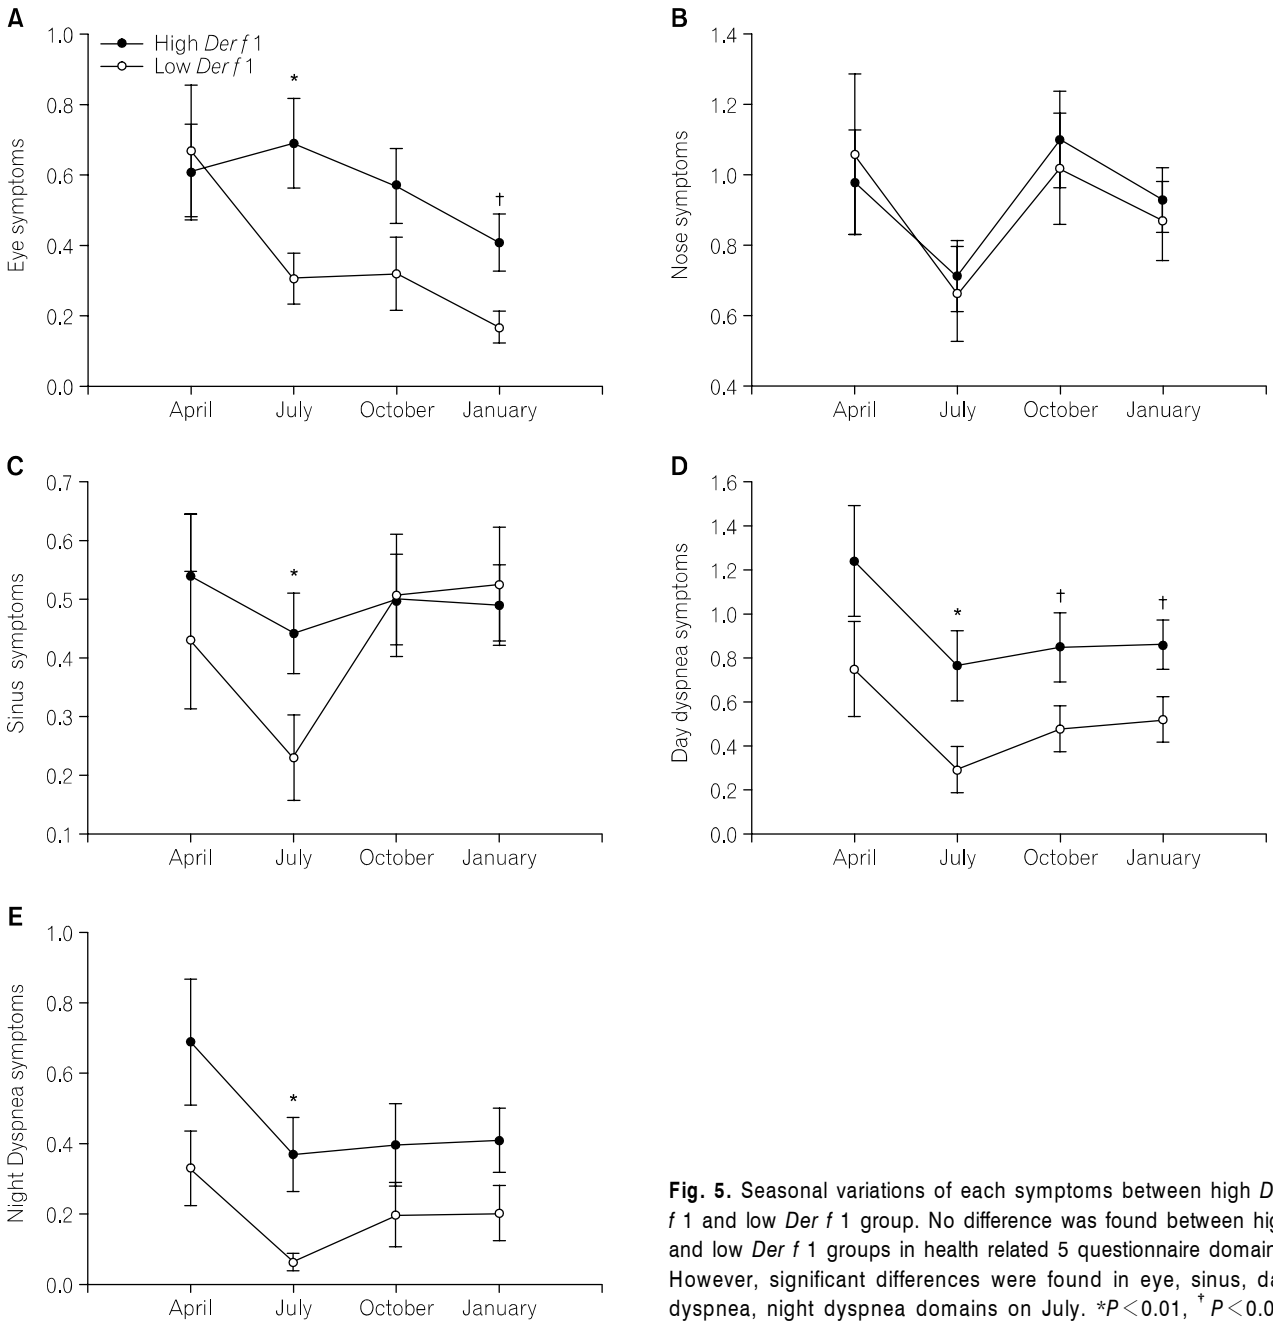 A
1.0
0.8
0.6
0.4
0.2
0.0
Eye symptoms
High Der f 1
Low Der f 1
*
†
April July October January
B
1.4
1.2
1.0
0.8
0.6
0.4
Nose symptoms
April July October January
C
0.7
0.6
0.5
0.4
0.3
0.2
0.1
Sinus symptoms
*
April July October January
D
1.6
1.4
1.2
1.0
0.8
0.6
0.4
0.2
0.0
Day dyspnea symptoms
*
†
†
April July October January
E
1.0
0.8
0.6
0.4
0.2
0.0
Night Dyspnea symptoms
*
April July October January
Fig. 5. Seasonal variations of each symptoms between high D
f 1 and low Der f 1 group. No difference was found between hig
and low Der f 1 groups in health related 5 questionnaire domain
However, significant differences were found in eye, sinus, da
dyspnea, night dyspnea domains on July. *P<0.01, †P<0.0